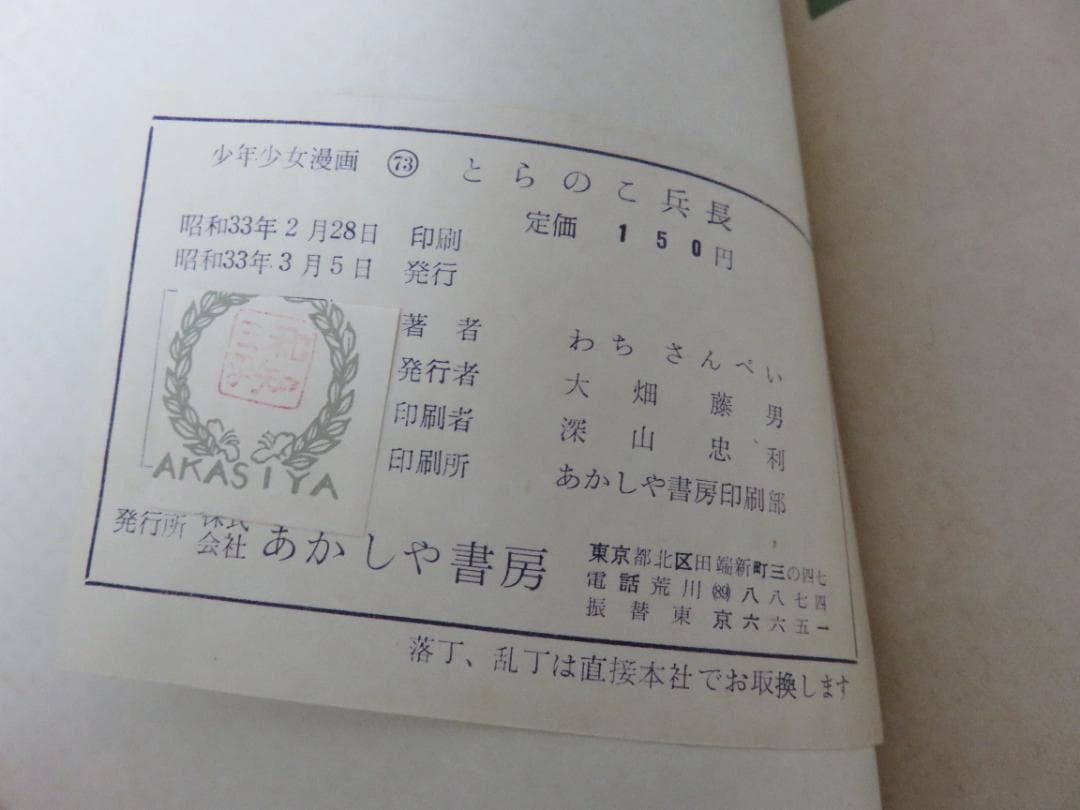 少年少女漫画 73 とらのこ兵長
昭和33年2月28日 印刷
定価 150円
昭和33年3月5日 発行
著者 わちさんぺい
発行者 大畑藤男
印刷者 深山忠利
印刷所 あかしや書房印刷部
AKASIYA
発行所 株式会社 あかしや書房
東京都北区田端新町三の四七
電話荒川(89)八八七四
振替東京六六五一
落丁、乱丁は直接本社でお取換します